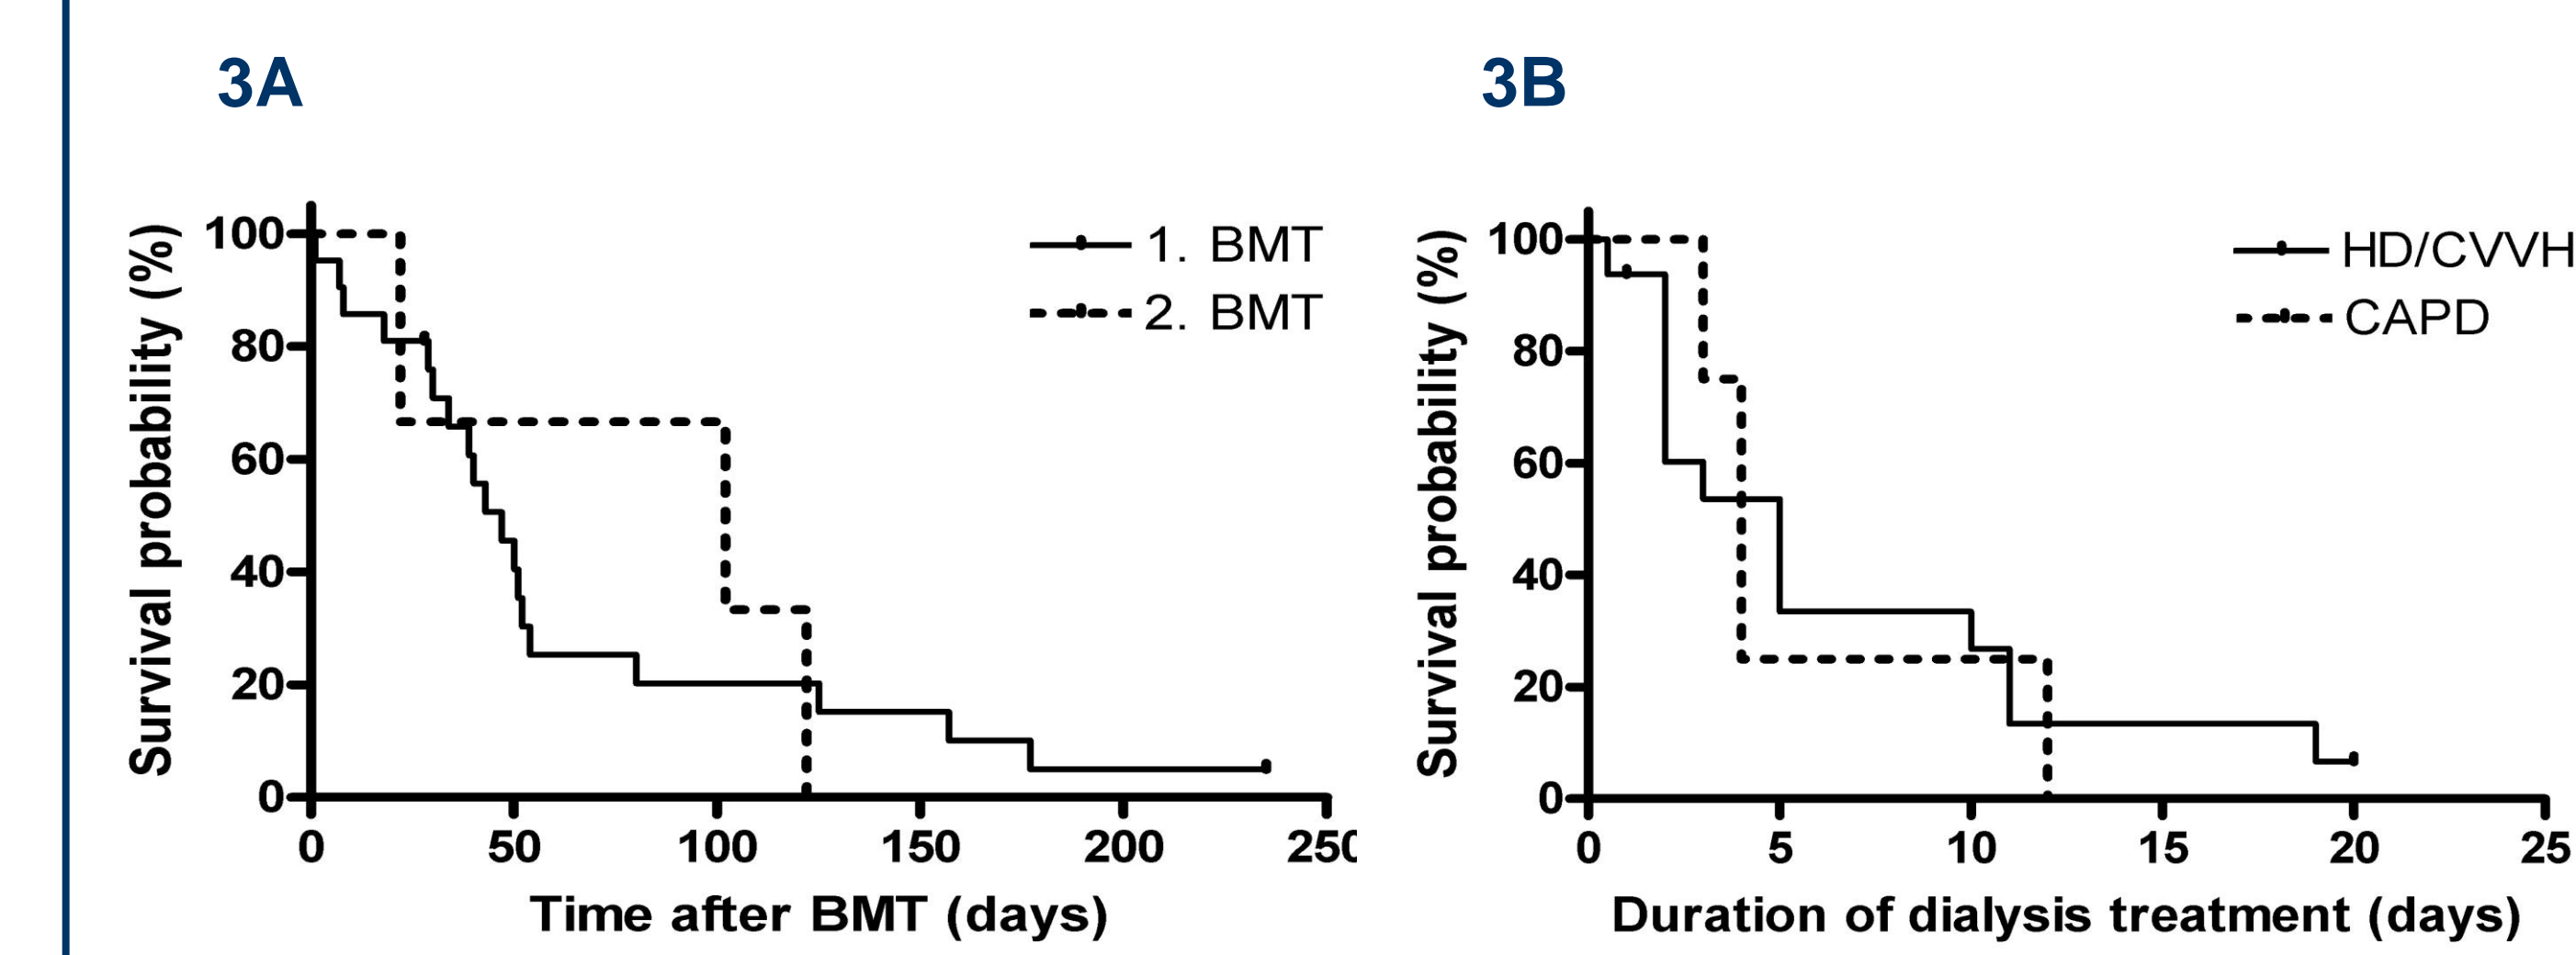 3A
3B
Survival probability (%)
100
80
60
40
20
0
0 50 100 150 200 250
Time after BMT (days)
1. BMT
2. BMT
Survival probability (%)
100
80
60
40
20
0
0 5 10 15 20 25
Duration of dialysis treatment (days)
HD/CVVH
CAPD